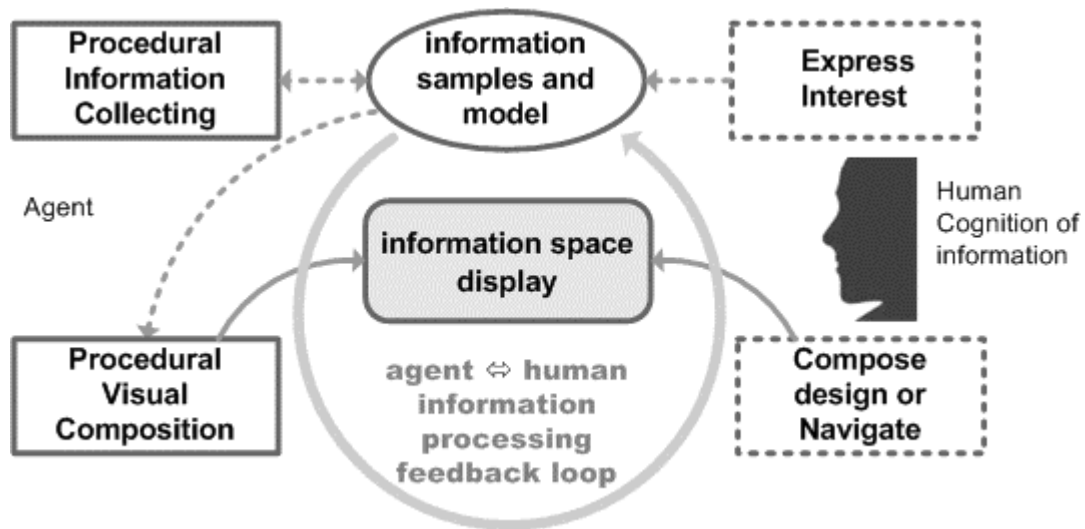 Procedural
Information
Collecting
information
samples and
model
Express
Interest
Agent
Human
Cognition of
information
information space
display
Procedural
Visual
Composition
agent ⇔ human
information
processing
feedback loop
Compose
design or
Navigate